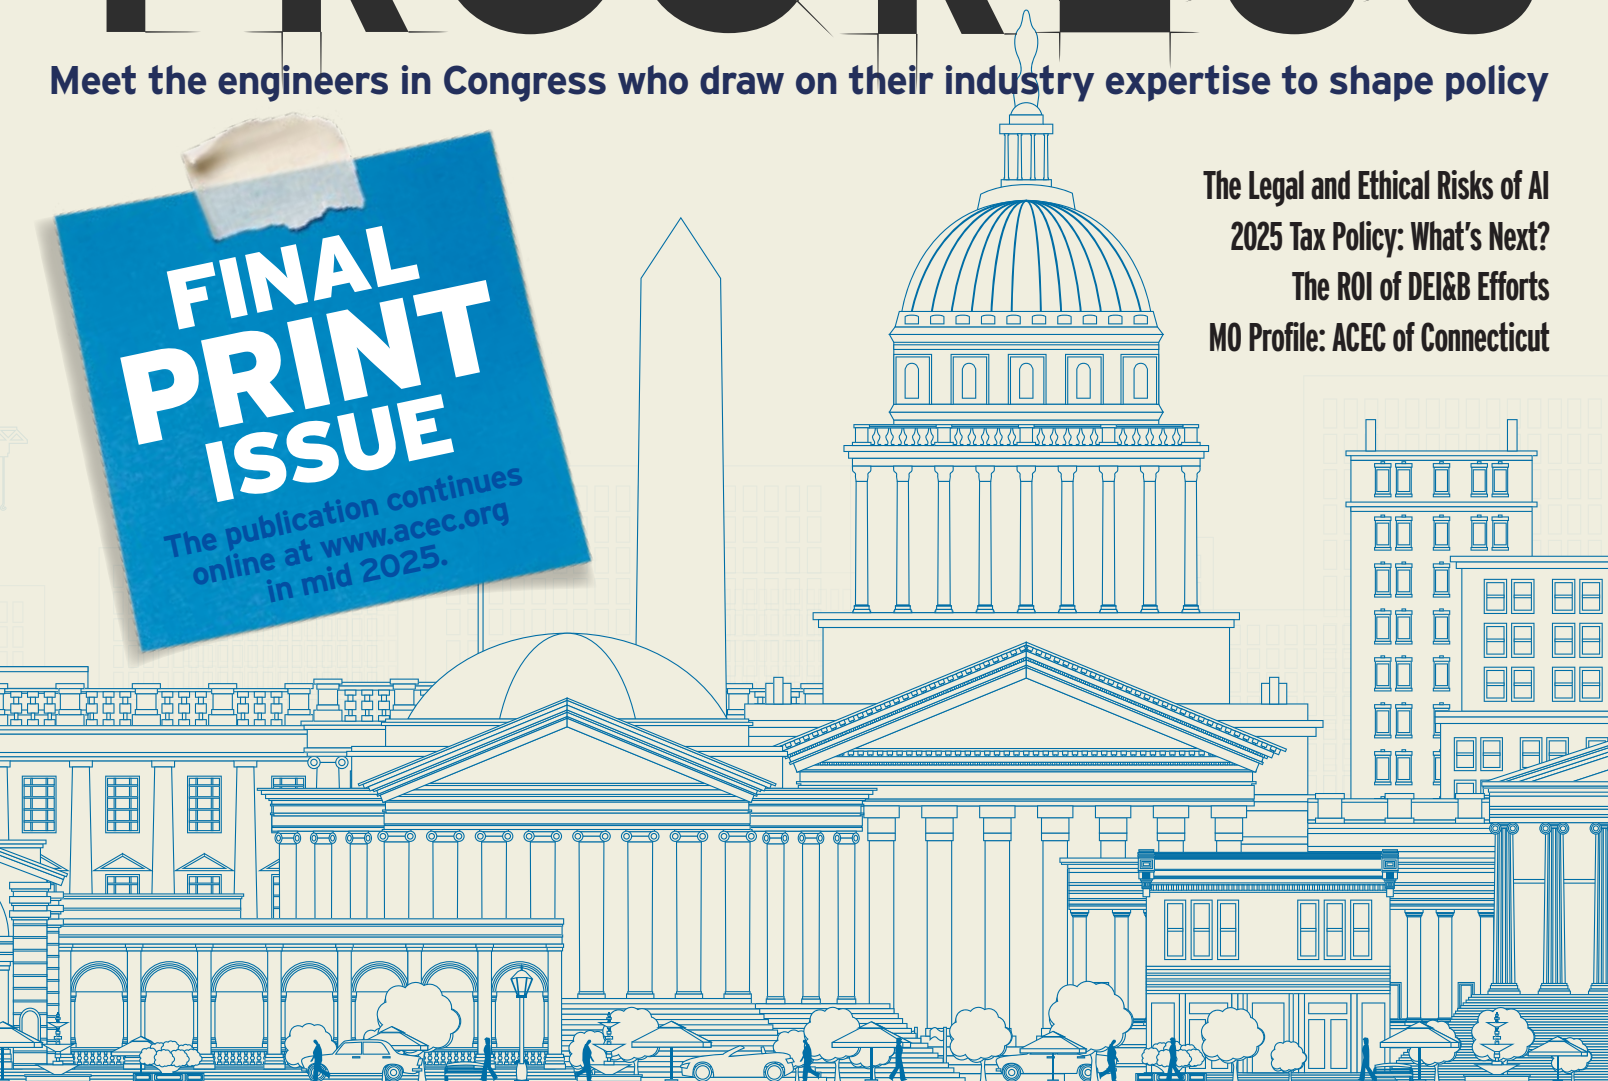 PROGRESS
Meet the engineers in Congress who draw on their industry expertise to shape policy
The Legal and Ethical Risks of AI
2025 Tax Policy: What's Next?
The ROI of DEI&B Efforts
MO Profile: ACEC of Connecticut
FINAL
PRINT
ISSUE
The publication continues
online at www.acec.org
in mid 2025.